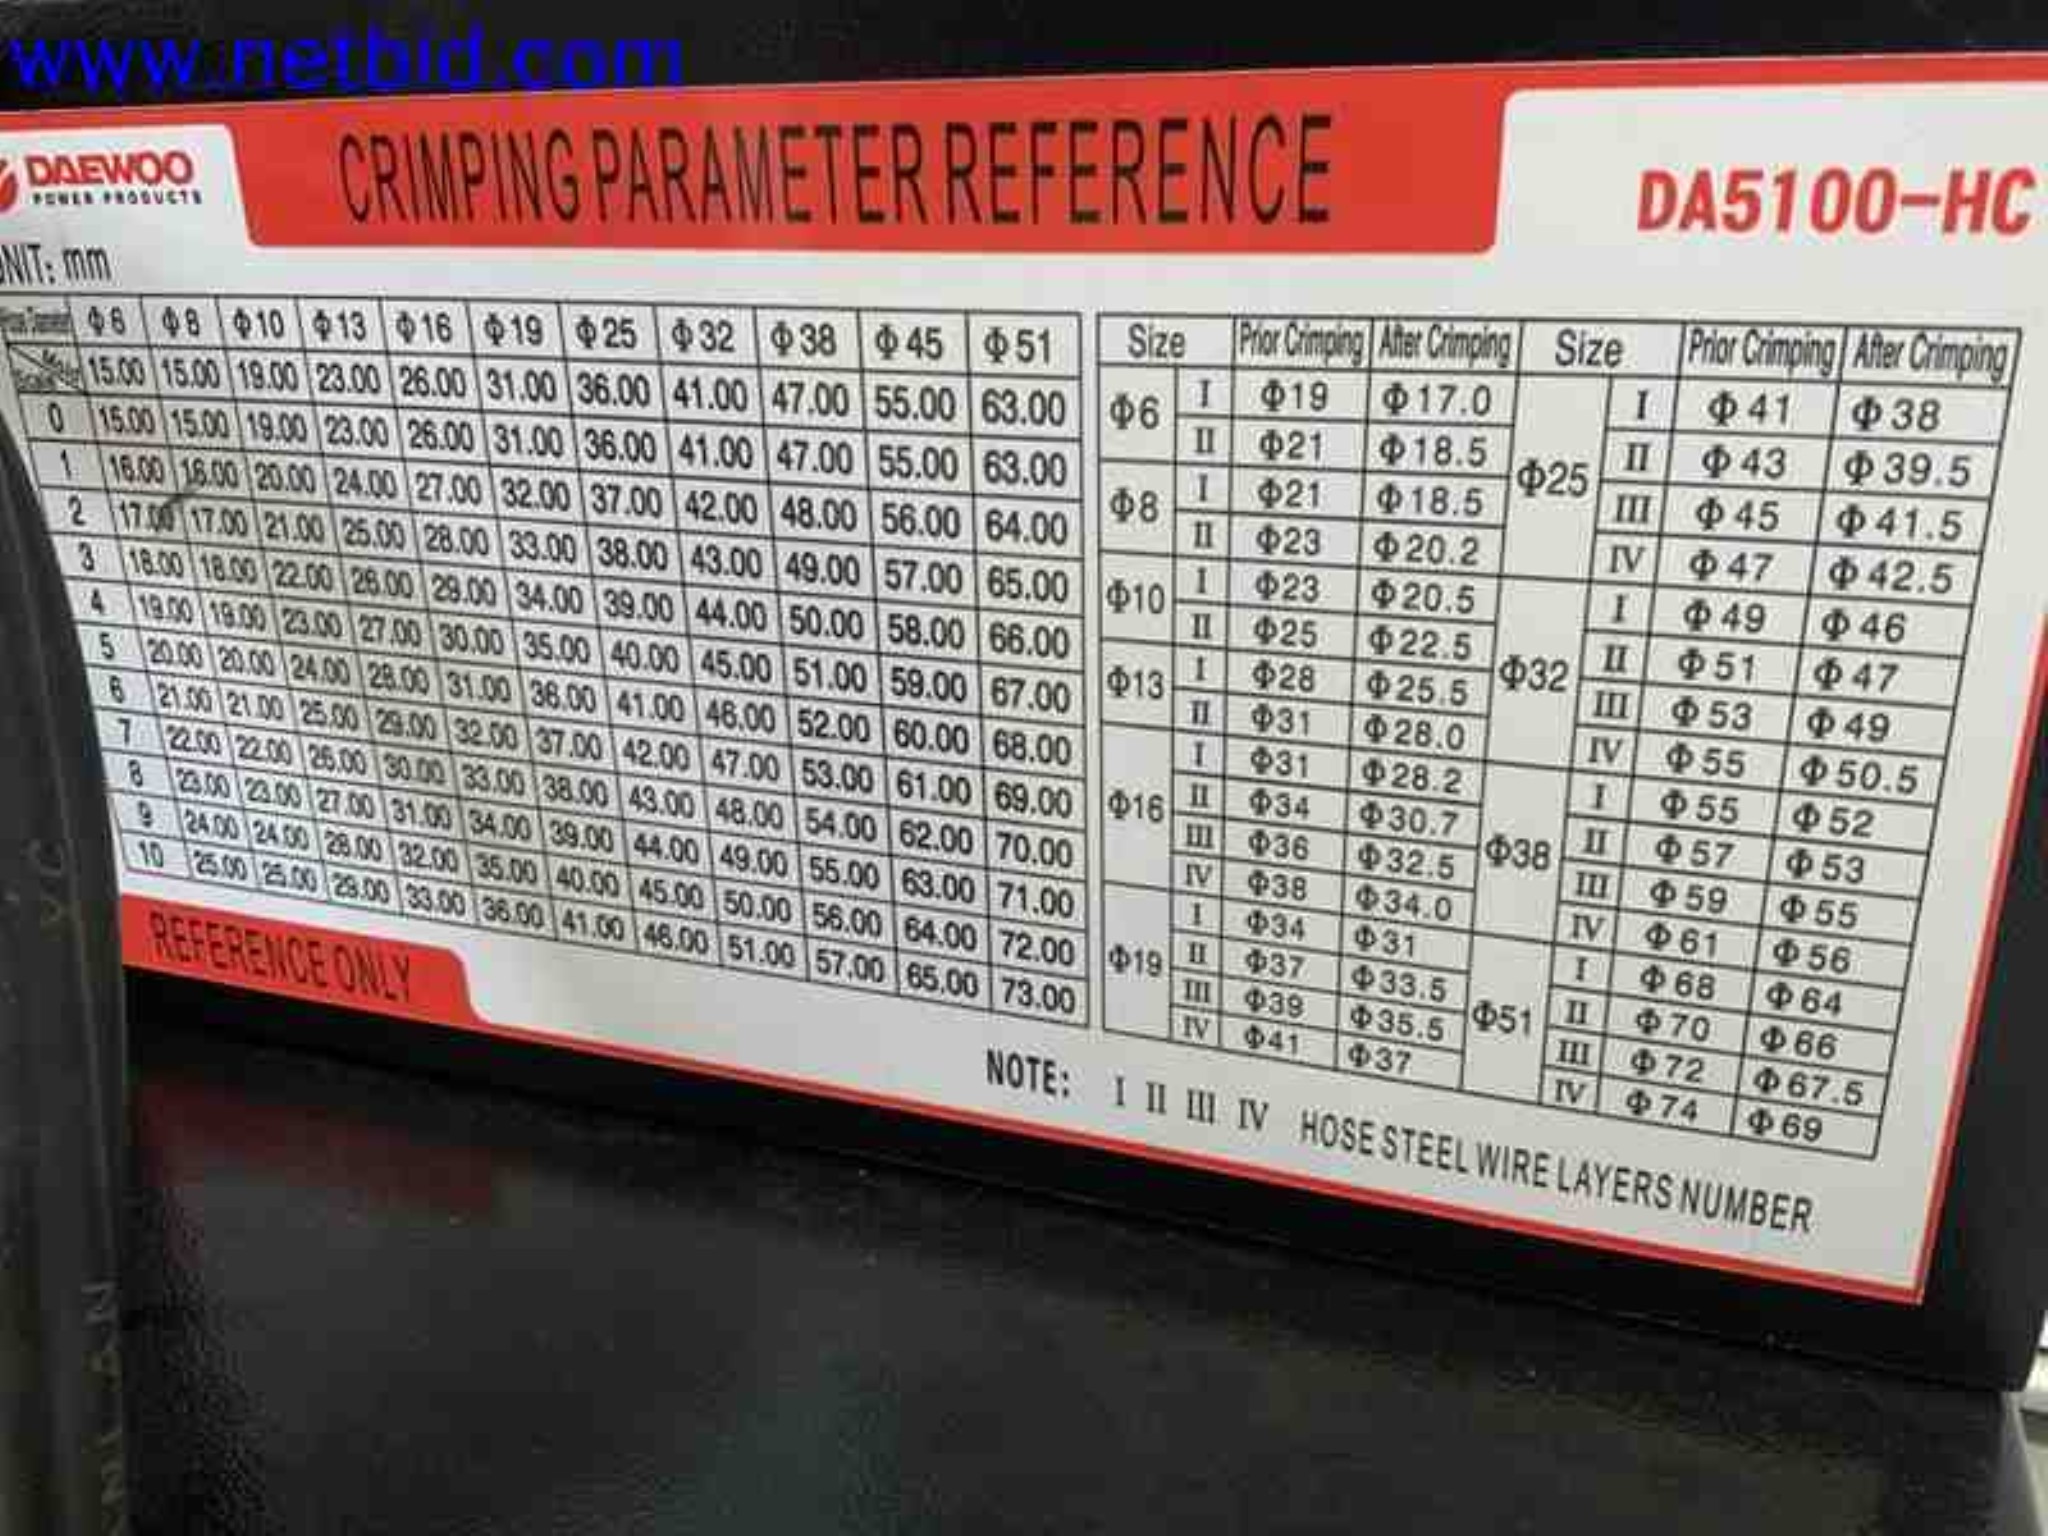 www.netbid.com
DAEWOO
POWER PRODUCTS
CRIMPING PARAMETER REFERENCE
DA5100-HC
UNIT: mm
Φ6 Φ8 Φ10 Φ13 Φ16 Φ19 Φ25 Φ32 Φ38 Φ45 Φ51
15.00 15.00 19.00 23.00 26.00 31.00 36.00 41.00 47.00 55.00 63.00
0 15.00 15.00 19.00 23.00 26.00 31.00 36.00 41.00 47.00 55.00 63.00
1 16.00 16.00 20.00 24.00 27.00 32.00 37.00 42.00 48.00 56.00 64.00
2 17.00 17.00 21.00 25.00 28.00 33.00 38.00 43.00 49.00 57.00 65.00
3 18.00 18.00 22.00 26.00 29.00 34.00 39.00 44.00 50.00 58.00 66.00
4 19.00 19.00 23.00 27.00 30.00 35.00 40.00 45.00 51.00 59.00 67.00
5 20.00 20.00 24.00 28.00 31.00 36.00 41.00 46.00 52.00 60.00 68.00
6 21.00 21.00 25.00 29.00 32.00 37.00 42.00 47.00 53.00 61.00 69.00
7 22.00 22.00 26.00 30.00 33.00 38.00 43.00 48.00 54.00 62.00 70.00
8 23.00 23.00 27.00 31.00 34.00 39.00 44.00 49.00 55.00 63.00 71.00
9 24.00 24.00 28.00 32.00 35.00 40.00 45.00 50.00 56.00 64.00 72.00
10 25.00 25.00 29.00 33.00 36.00 41.00 46.00 51.00 57.00 65.00 73.00
REFERENCE ONLY
Size Prior Crimping After Crimping Size Prior Crimping After Crimping
Φ6 I Φ19 Φ17.0 Φ25 I Φ41 Φ38
II Φ21 Φ18.5 II Φ43 Φ39.5
Φ8 I Φ21 Φ18.5 III Φ45 Φ41.5
II Φ23 Φ20.2 IV Φ47 Φ42.5
Φ10 I Φ23 Φ20.5 Φ32 I Φ49 Φ46
II Φ25 Φ22.5 II Φ51 Φ47
Φ13 I Φ28 Φ25.5 III Φ53 Φ49
II Φ31 Φ28.0 IV Φ55 Φ50.5
Φ16 I Φ31 Φ28.2 Φ38 I Φ55 Φ52
II Φ34 Φ30.7 II Φ57 Φ53
III Φ36 Φ32.5 III Φ59 Φ55
IV Φ38 Φ34.0 IV Φ61 Φ56
Φ19 I Φ34 Φ31 Φ51 I Φ68 Φ64
II Φ37 Φ33.5 II Φ70 Φ66
III Φ39 Φ35.5 III Φ72 Φ67.5
IV Φ41 Φ37 IV Φ74 Φ69
NOTE: I II III IV HOSE STEEL WIRE LAYERS NUMBER